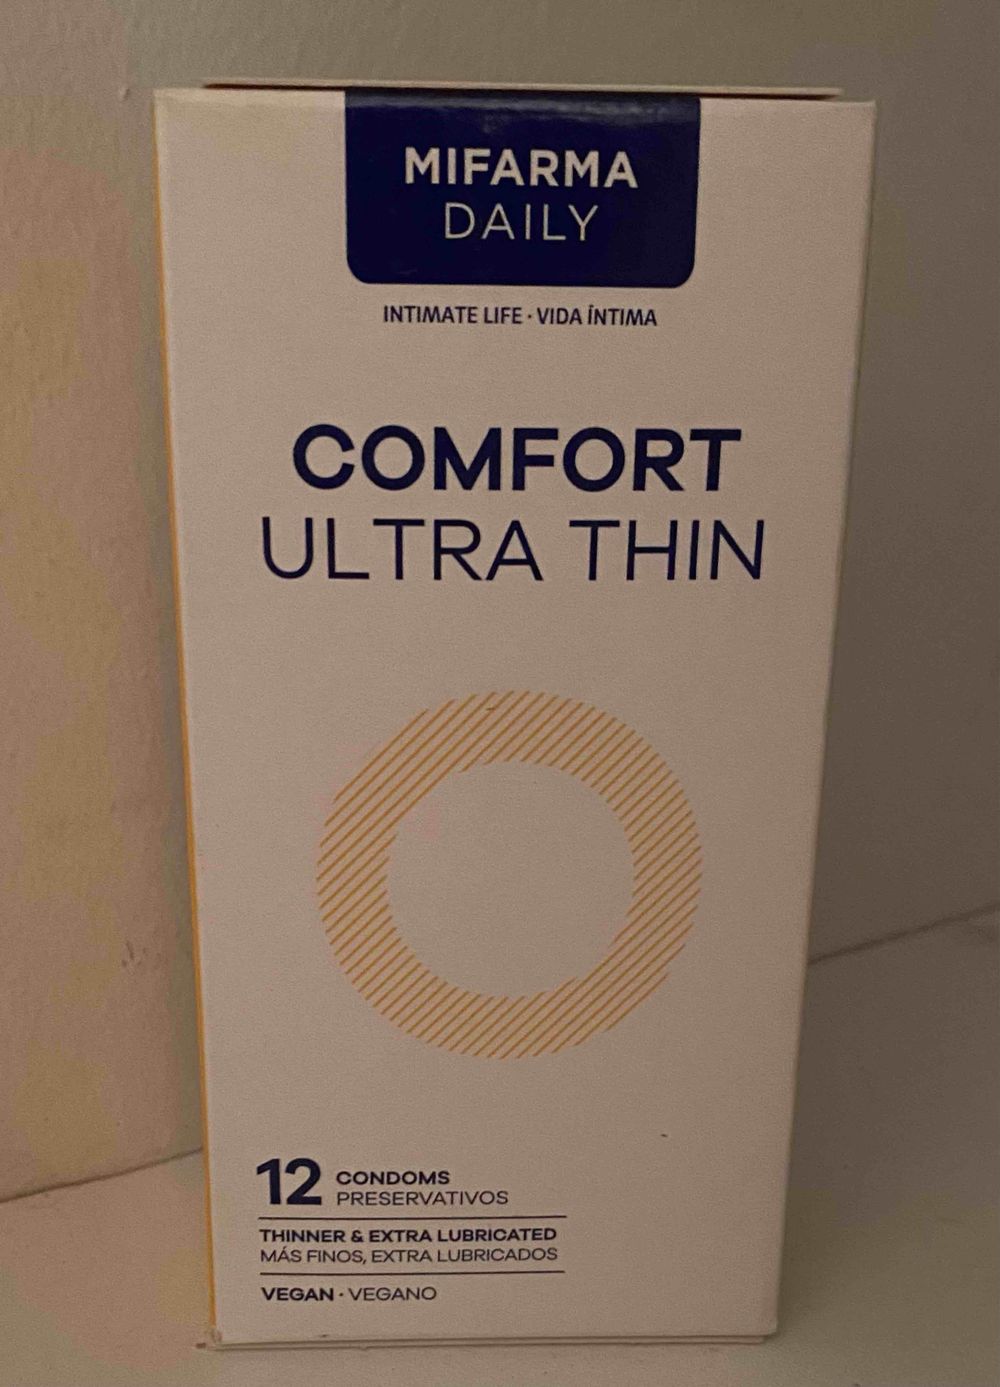 MIFARMA
DAILY
INTIMATE LIFE · VIDA ÍNTIMA
COMFORT
ULTRA THIN
12 CONDOMS
PRESERVATIVOS
THINNER & EXTRA LUBRICATED
MÁS FINOS, EXTRA LUBRICADOS
VEGAN · VEGANO